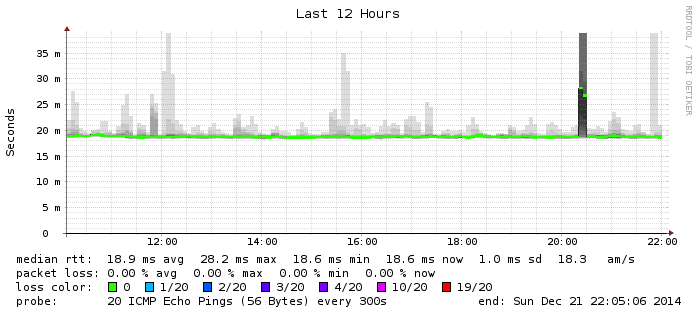 Last 12 Hours
RRDTOOL / TOBI OETIKER
Seconds
35 m
30 m
25 m
20 m
15 m
10 m
5 m
0
12:00 14:00 16:00 18:00 20:00 22:00
median rtt: 18.9 ms avg 28.2 ms max 18.6 ms min 18.6 ms now 1.0 ms sd 18.3 am/s
packet loss: 0.00 % avg 0.00 % max 0.00 % min 0.00 % now
loss color: 0 1/20 2/20 3/20 4/20 10/20 19/20
probe: 20 ICMP Echo Pings (56 Bytes) every 300s end: Sun Dec 21 22:05:06 2014